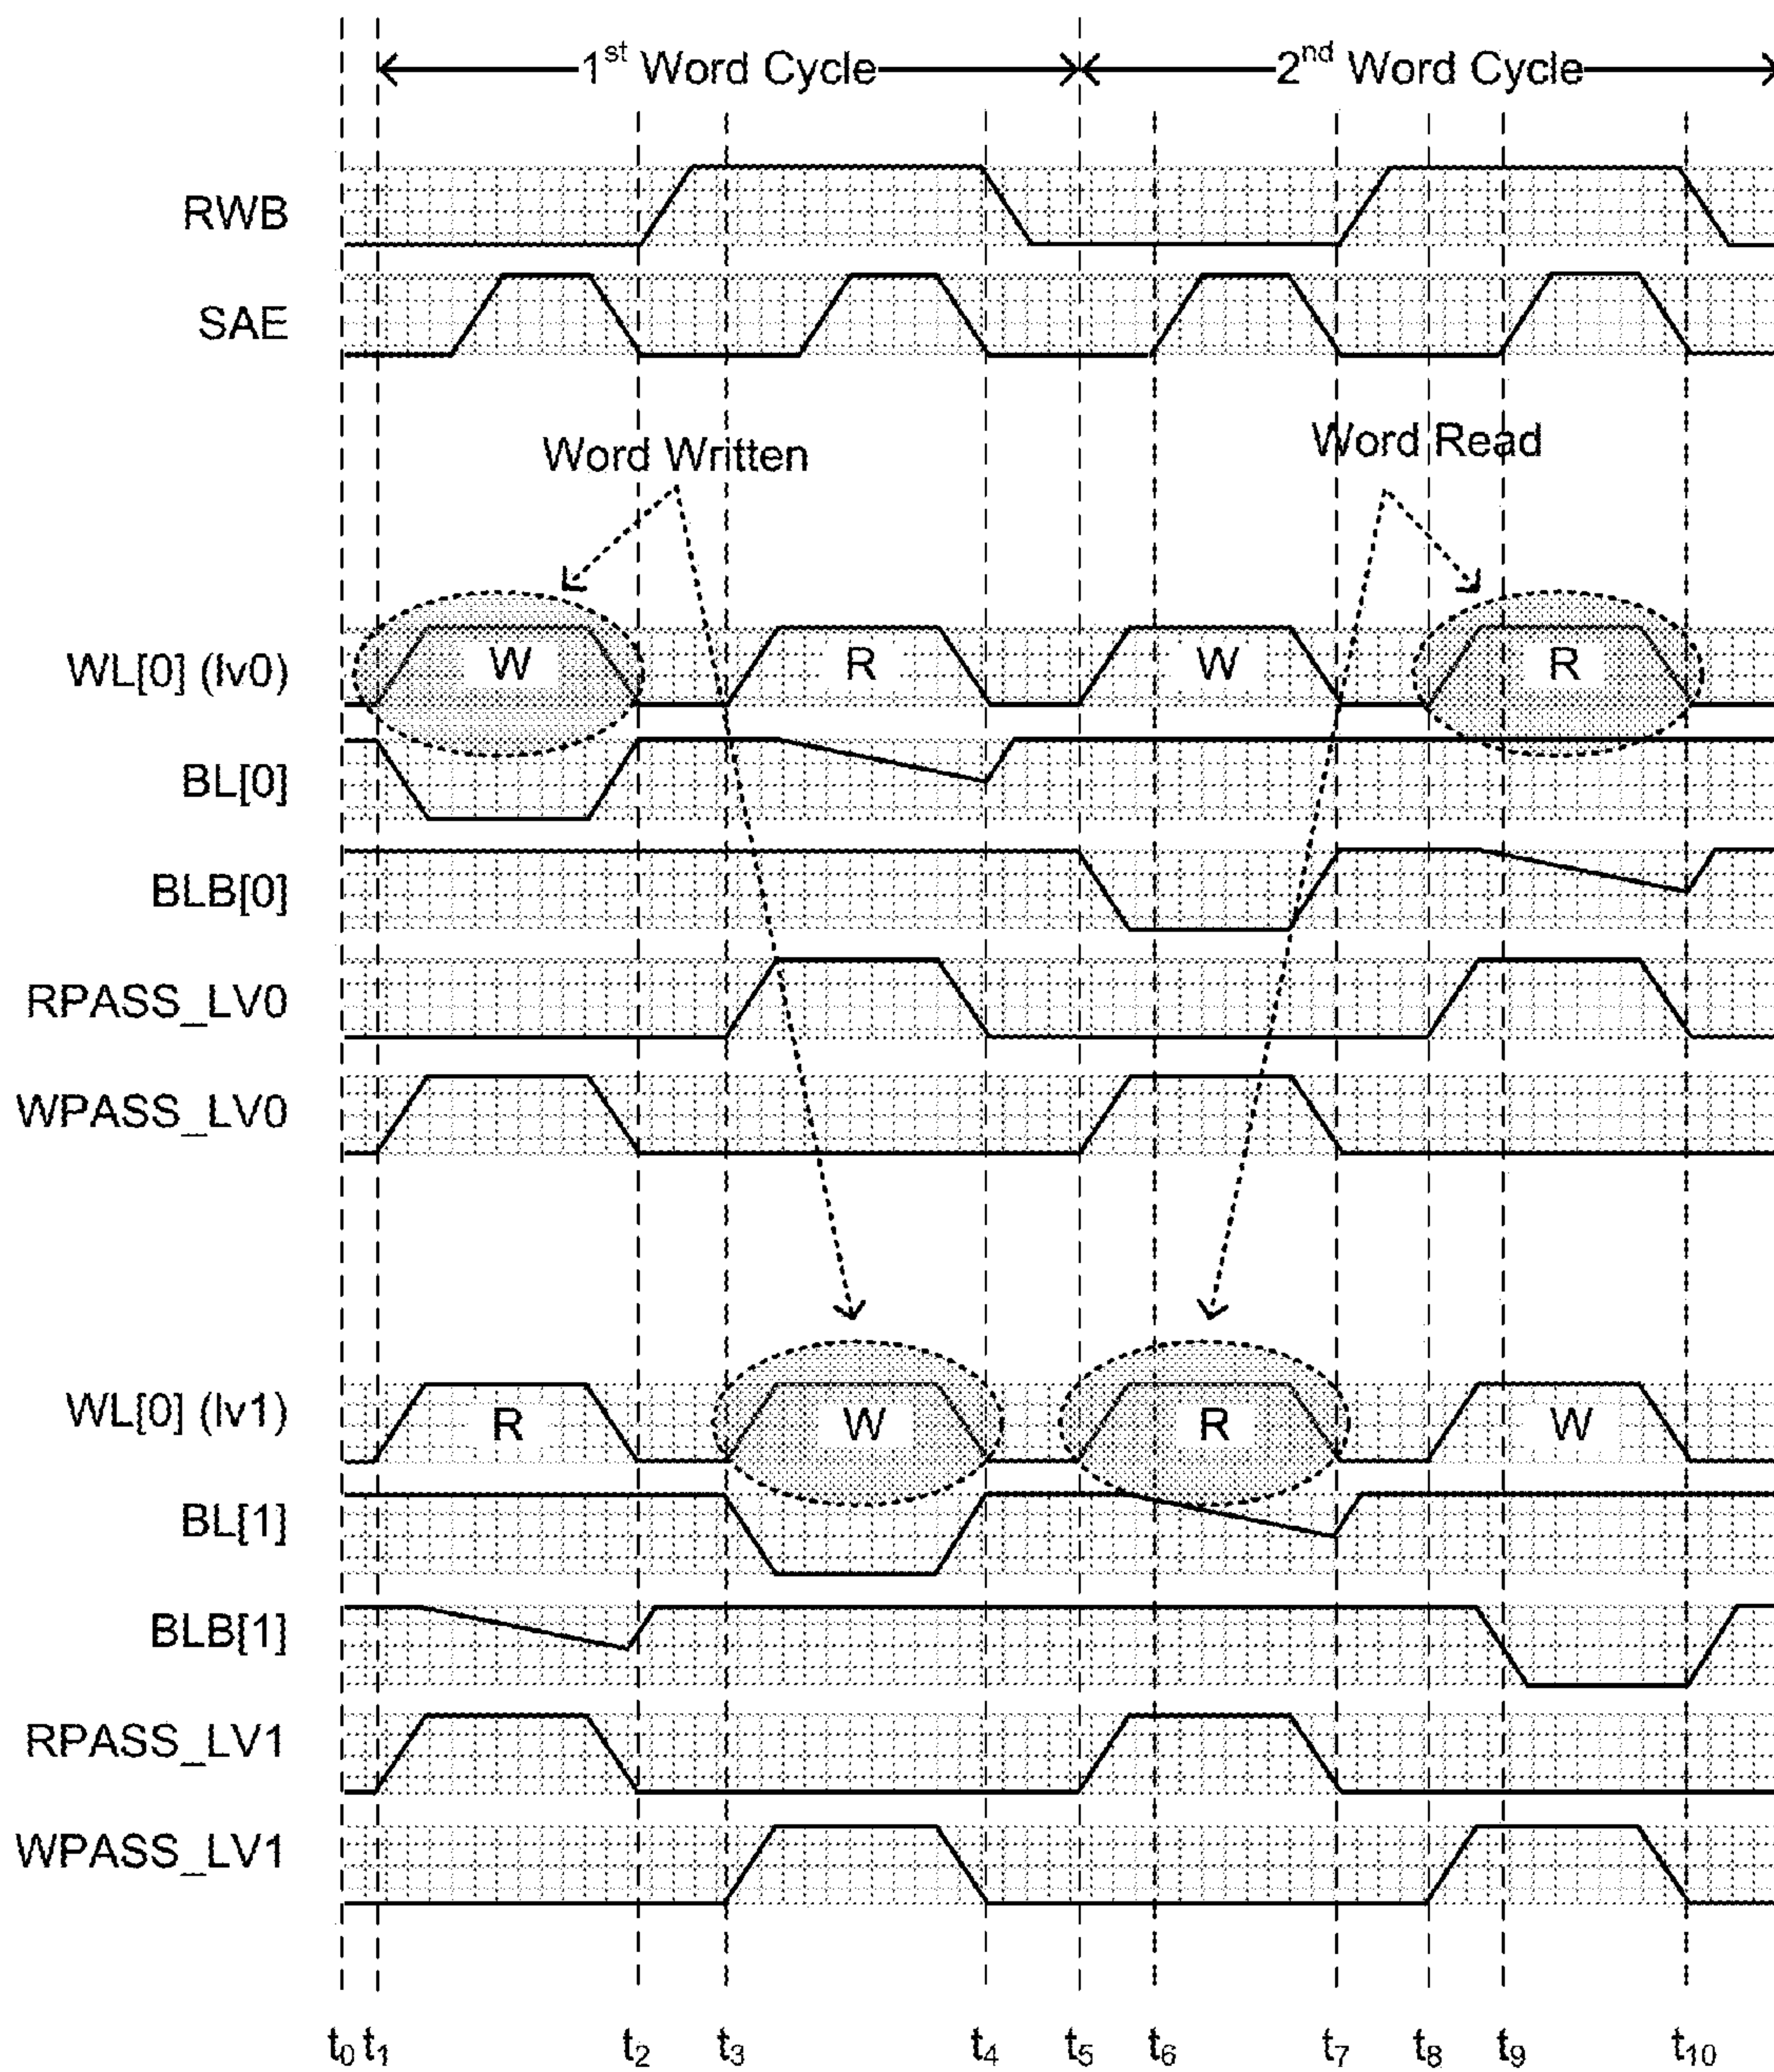 1st Word Cycle 2nd Word Cycle
RWB
SAE
Word Written Word Read
WL[0] (lv0) W R W R
BL[0]
BLB[0]
RPASS_LV0
WPASS_LV0
WL[0] (lv1) R W R W
BL[1]
BLB[1]
RPASS_LV1
WPASS_LV1
t0 t1 t2 t3 t4 t5 t6 t7 t8 t9 t10